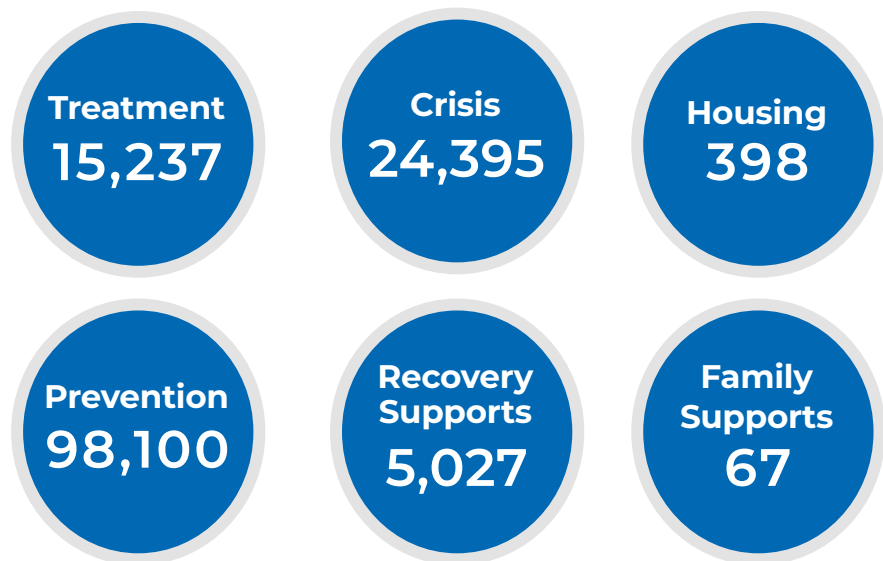 Treatment
15,237
Crisis
24,395
Housing
398
Prevention
98,100
Recovery
Supports
5,027
Family
Supports
67